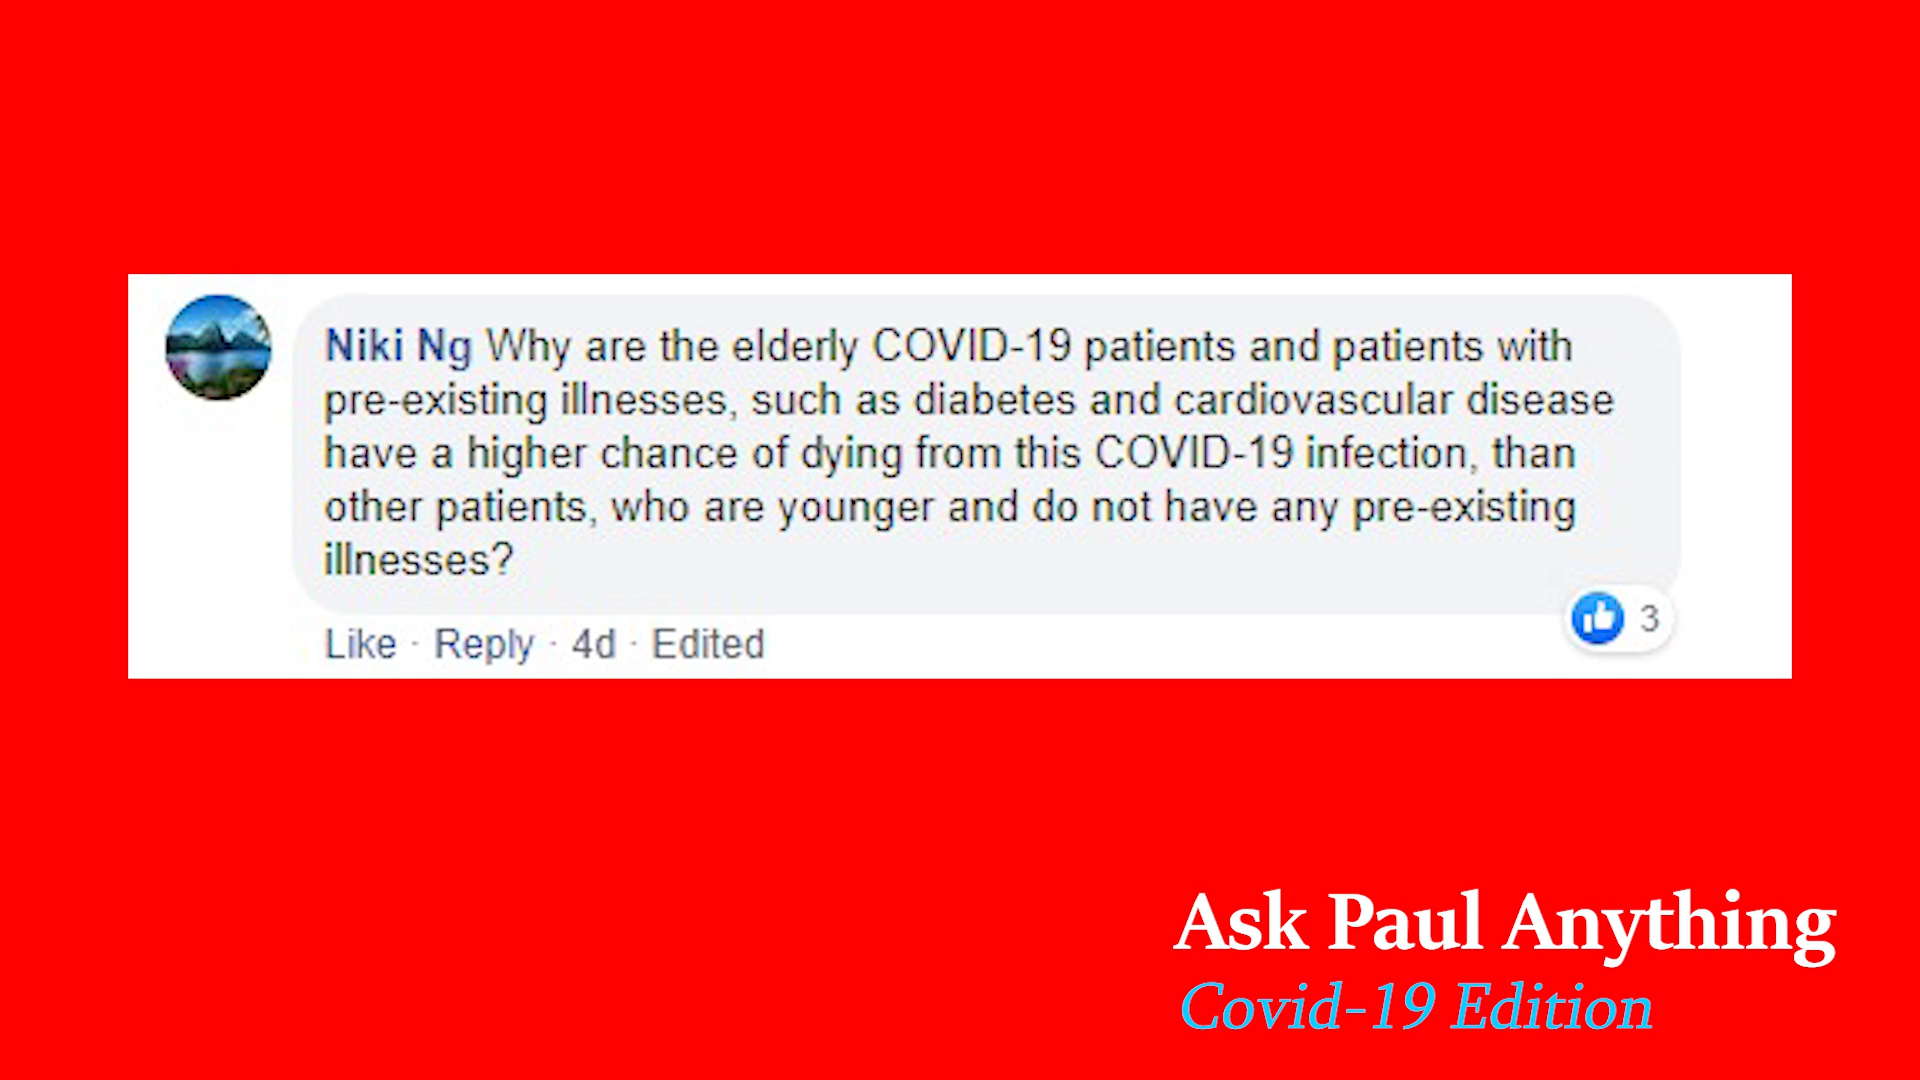 Niki Ng Why are the elderly COVID-19 patients and patients with
pre-existing illnesses, such as diabetes and cardiovascular disease
have a higher chance of dying from this COVID-19 infection, than
other patients, who are younger and do not have any pre-existing
illnesses?
3
Like · Reply · 4d · Edited
Ask Paul Anything
Covid-19 Edition